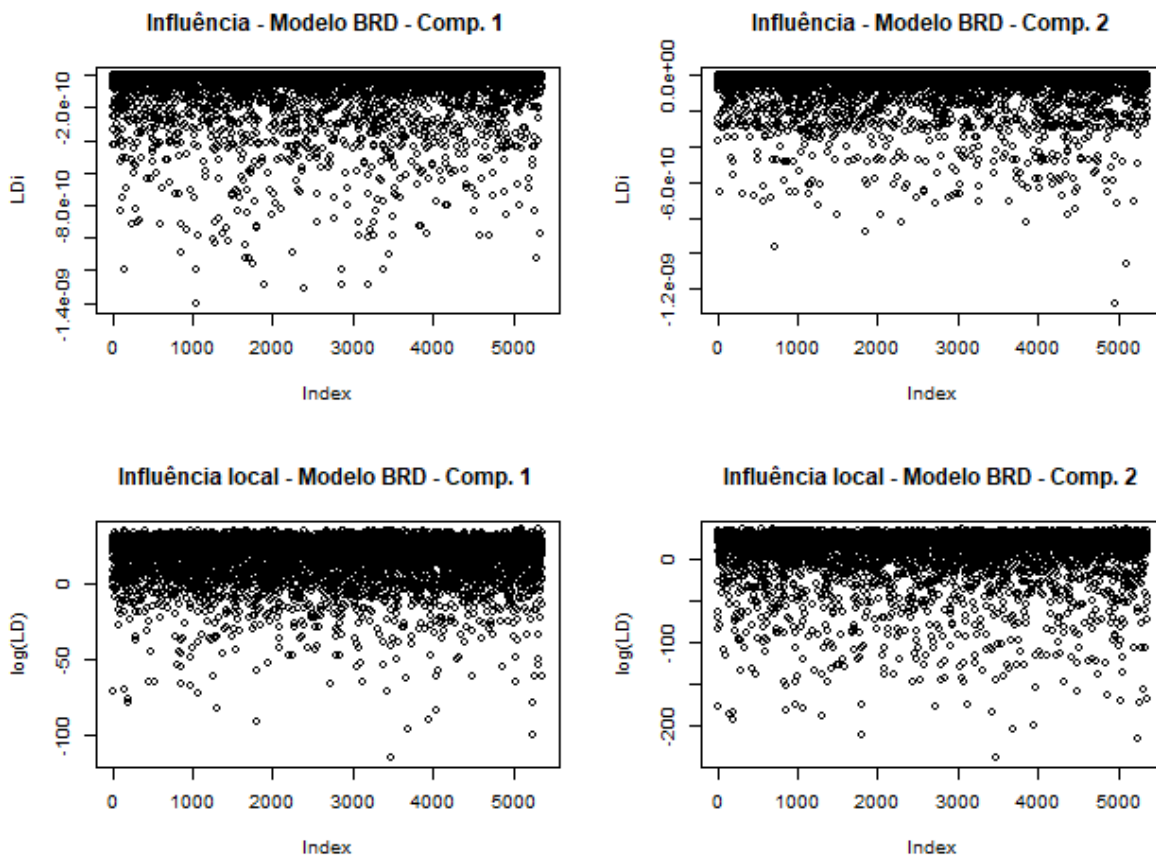 Influência - Modelo BRD - Comp. 1
LDi
-1.4e-09
-8.0e-10
-2.0e-10
0
1000
2000
3000
4000
5000
Index
Influência - Modelo BRD - Comp. 2
LDi
-1.2e-09
-6.0e-10
0.0e+00
0
1000
2000
3000
4000
5000
Index
Influência local - Modelo BRD - Comp. 1
log(LD)
0
-50
-100
0
1000
2000
3000
4000
5000
Index
Influência local - Modelo BRD - Comp. 2
log(LD)
0
-100
-200
0
1000
2000
3000
4000
5000
Index